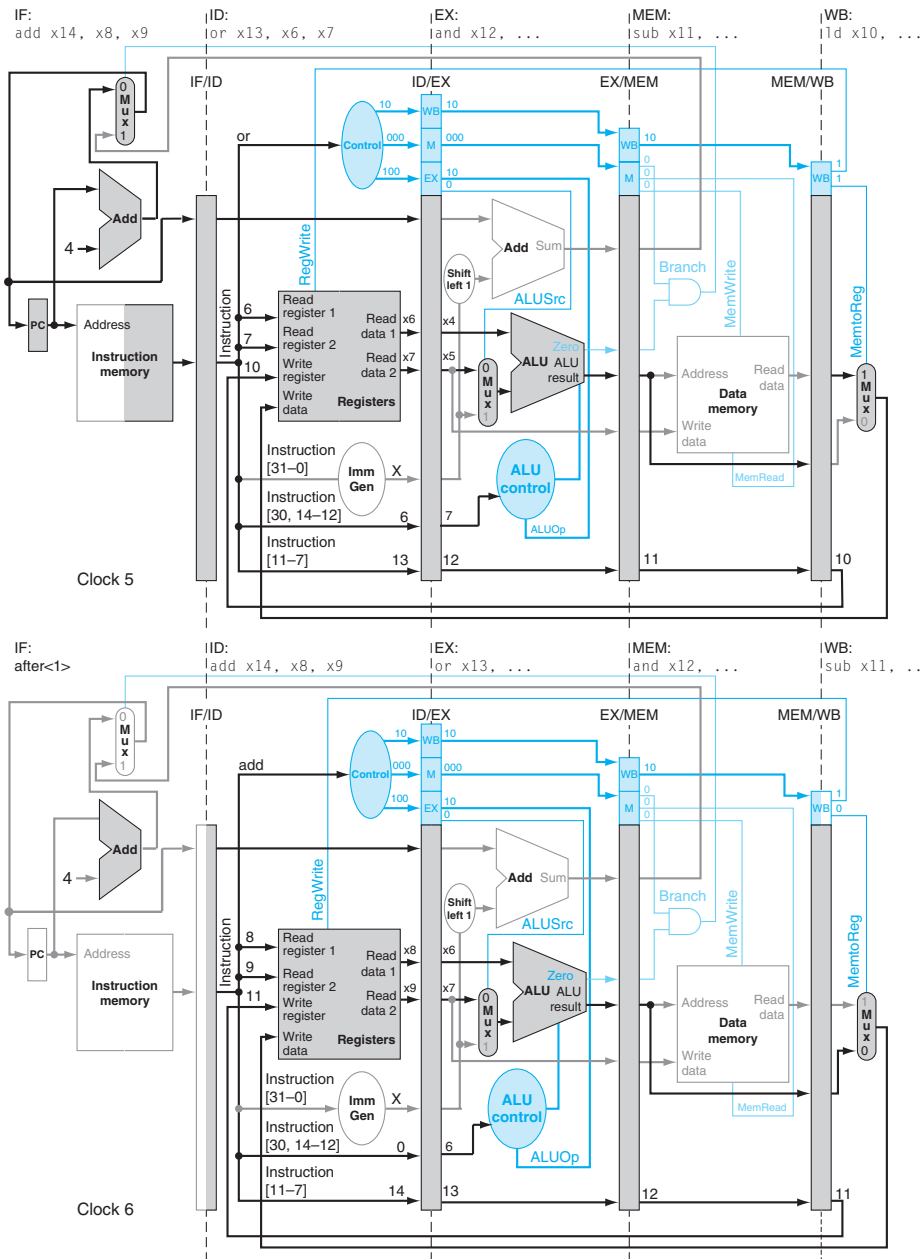 IF:
add x14, x8, x9
ID:
or x13, x6, x7
EX:
and x12, ...
MEM:
sub x11, ...
WB:
ld x10, ...
IF/ID
ID/EX
EX/MEM
MEM/WB
0
Mux
1
or
Control
10
000
100
WB
M
EX
10
000
10
0
WB
10
M
0
0
0
WB
1
1
Add
4
RegWrite
Add Sum
Shift left 1
ALUSrc
Branch
MemWrite
MemtoReg
PC
Address
Instruction memory
Instruction
6
7
10
Read register 1
Read register 2
Write register
Write data
Read data 1
Read data 2
Registers
x6
x7
x4
x5
0
Mux
1
ALU
Zero
ALU result
Address
Read data
Data memory
Write data
MemRead
1
Mux
0
Instruction [31–0]
Imm Gen
X
Instruction [30, 14–12]
6
7
ALU control
ALUOp
Instruction [11–7]
13
12
11
10
Clock 5
IF:
after<1>
ID:
add x14, x8, x9
EX:
or x13, ...
MEM:
and x12, ...
WB:
sub x11, ...
IF/ID
ID/EX
EX/MEM
MEM/WB
0
Mux
1
add
Control
10
000
100
WB
M
EX
10
000
10
0
WB
10
M
0
0
0
WB
1
0
Add
4
RegWrite
Add Sum
Shift left 1
ALUSrc
Branch
MemWrite
MemtoReg
PC
Address
Instruction memory
Instruction
8
9
11
Read register 1
Read register 2
Write register
Write data
Read data 1
Read data 2
Registers
x8
x9
x6
x7
0
Mux
1
ALU
Zero
ALU result
Address
Read data
Data memory
Write data
MemRead
1
Mux
0
Instruction [31–0]
Imm Gen
X
Instruction [30, 14–12]
0
6
ALU control
ALUOp
Instruction [11–7]
14
13
12
11
Clock 6